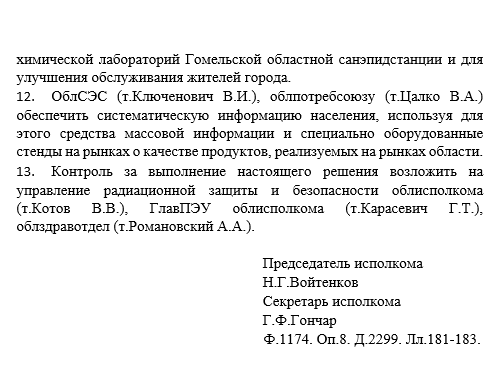 химической лабораторий Гомельской областной санэпидстанции и для
улучшения обслуживания жителей города.
12. ОблСЭС (т.Ключенович В.И.), облпотребсоюзу (т.Цалко В.А.)
обеспечить систематическую информацию населения, используя для
этого средства массовой информации и специально оборудованные
стенды на рынках о качестве продуктов, реализуемых на рынках области.
13. Контроль за выполнение настоящего решения возложить на
управление радиационной защиты и безопасности облисполкома
(т.Котов В.В.), ГлавПЭУ облисполкома (т.Карасевич Г.Т.),
облздравотдел (т.Романовский А.А.).
Председатель исполкома
Н.Г.Войтенков
Секретарь исполкома
Г.Ф.Гончар
Ф.1174. Оп.8. Д.2299. Лл.181-183.